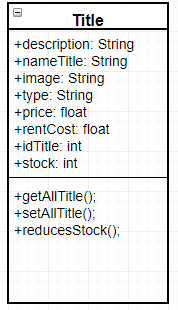 Title
+description: String
+nameTitle: String
+image: String
+type: String
+price: float
+rentCost: float
+idTitle: int
+stock: int
+getAllTitle();
+setAllTitle();
+reducesStock();